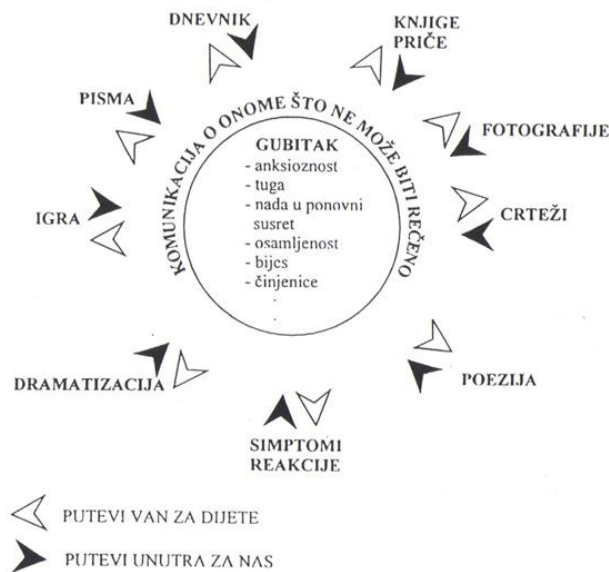 DNEVNIK
KNJIGE
PRIČE
PISMA
FOTOGRAFIJE
KOMUNIKACIJA O ONOME ŠTO NE MOŽE BITI REČENO
GUBITAK
- anksioznost
- tuga
- nada u ponovni
susret
- osamljenost
- bijes
- činjenice
.
.
IGRA
CRTEŽI
DRAMATIZACIJA
POEZIJA
SIMPTOMI
REAKCIJE
PUTEVI VAN ZA DIJETE
PUTEVI UNUTRA ZA NAS